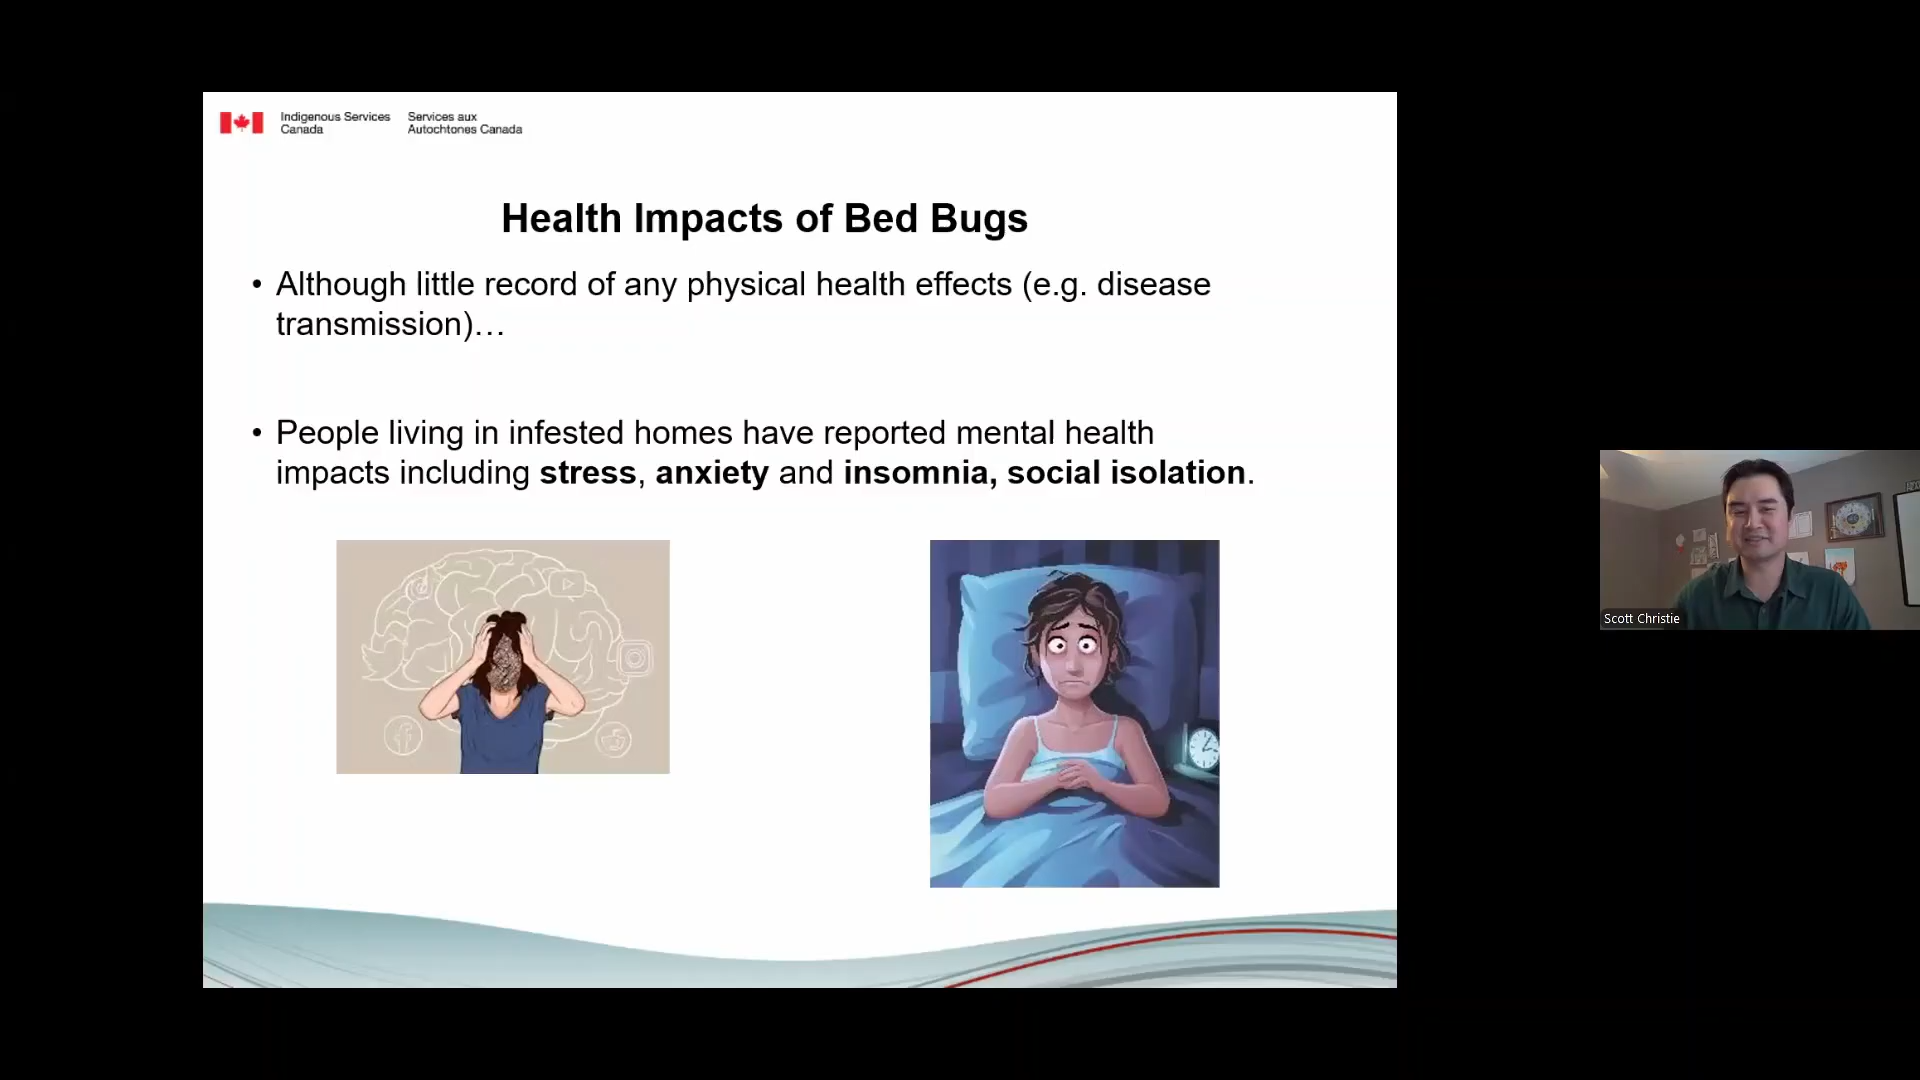 Indigenous Services
Canada
Services aux
Autochtones Canada
Health Impacts of Bed Bugs
• Although little record of any physical health effects (e.g. disease
transmission)…
• People living in infested homes have reported mental health
impacts including stress, anxiety and insomnia, social isolation.
Scott Christie